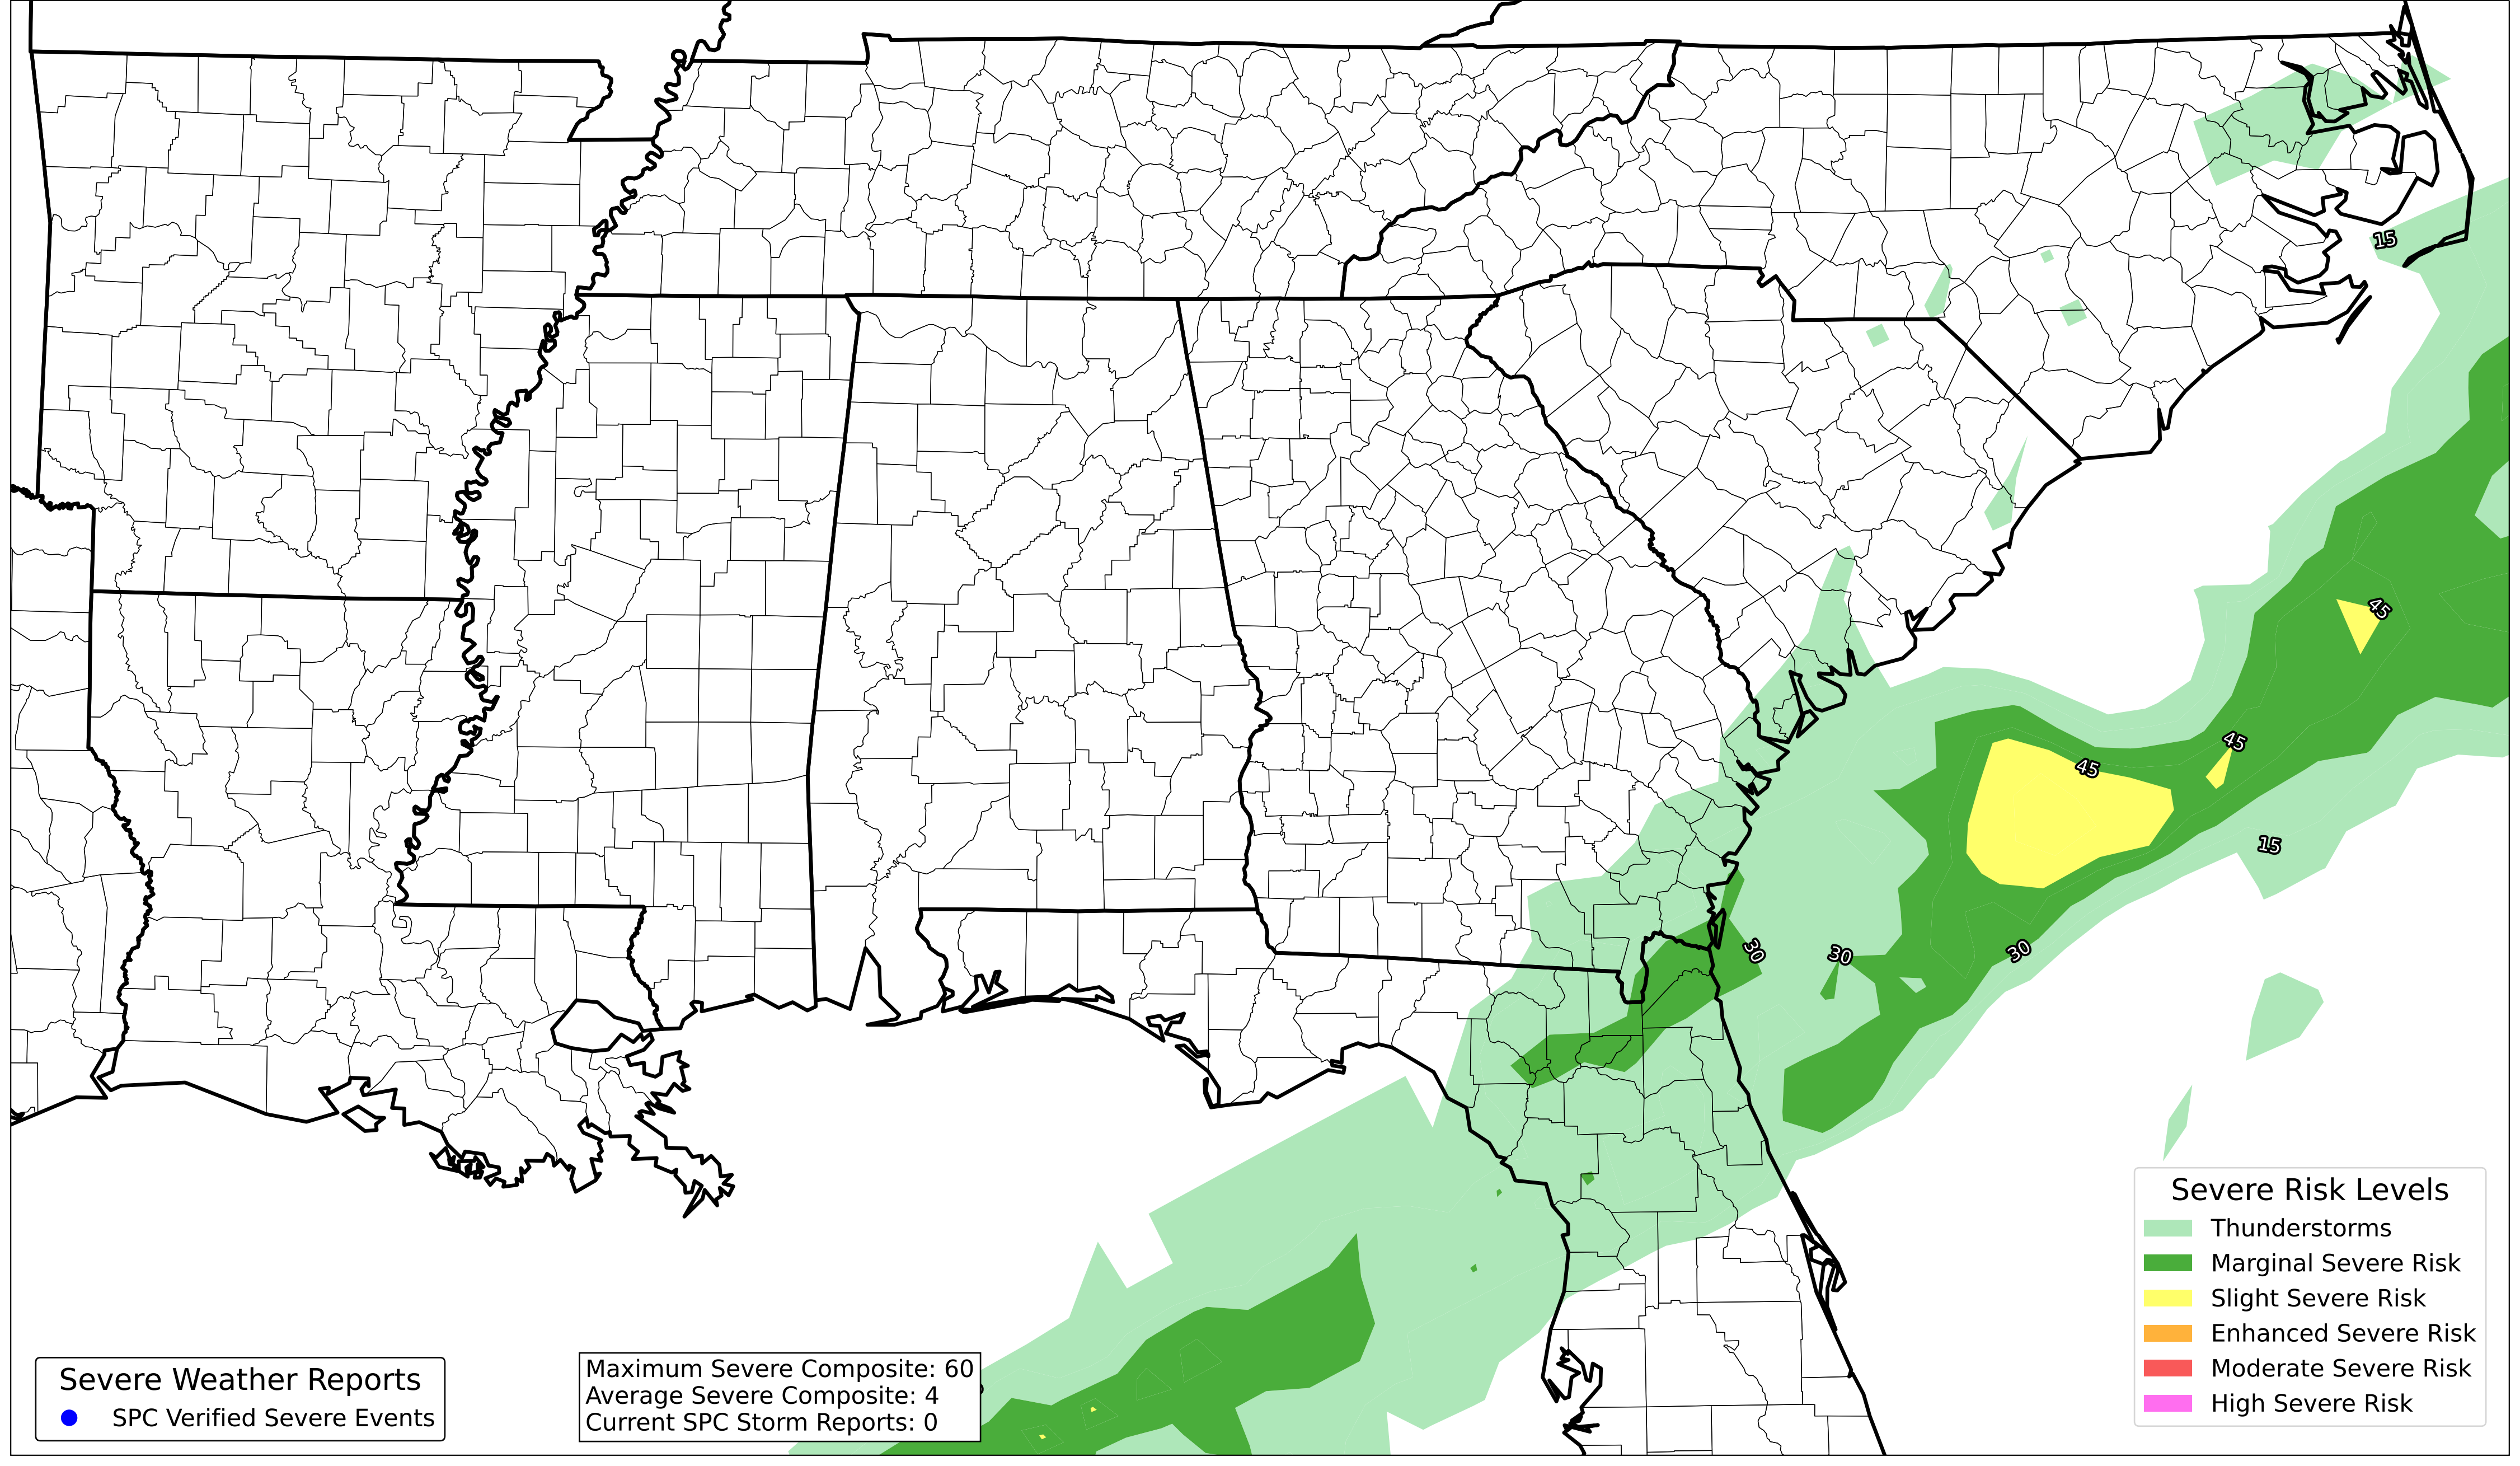 15
45
45
45
15
30
30
30
Severe Risk Levels
Thunderstorms
Marginal Severe Risk
Slight Severe Risk
Enhanced Severe Risk
Moderate Severe Risk
High Severe Risk
Severe Weather Reports
SPC Verified Severe Events
Maximum Severe Composite: 60
Average Severe Composite: 4
Current SPC Storm Reports: 0